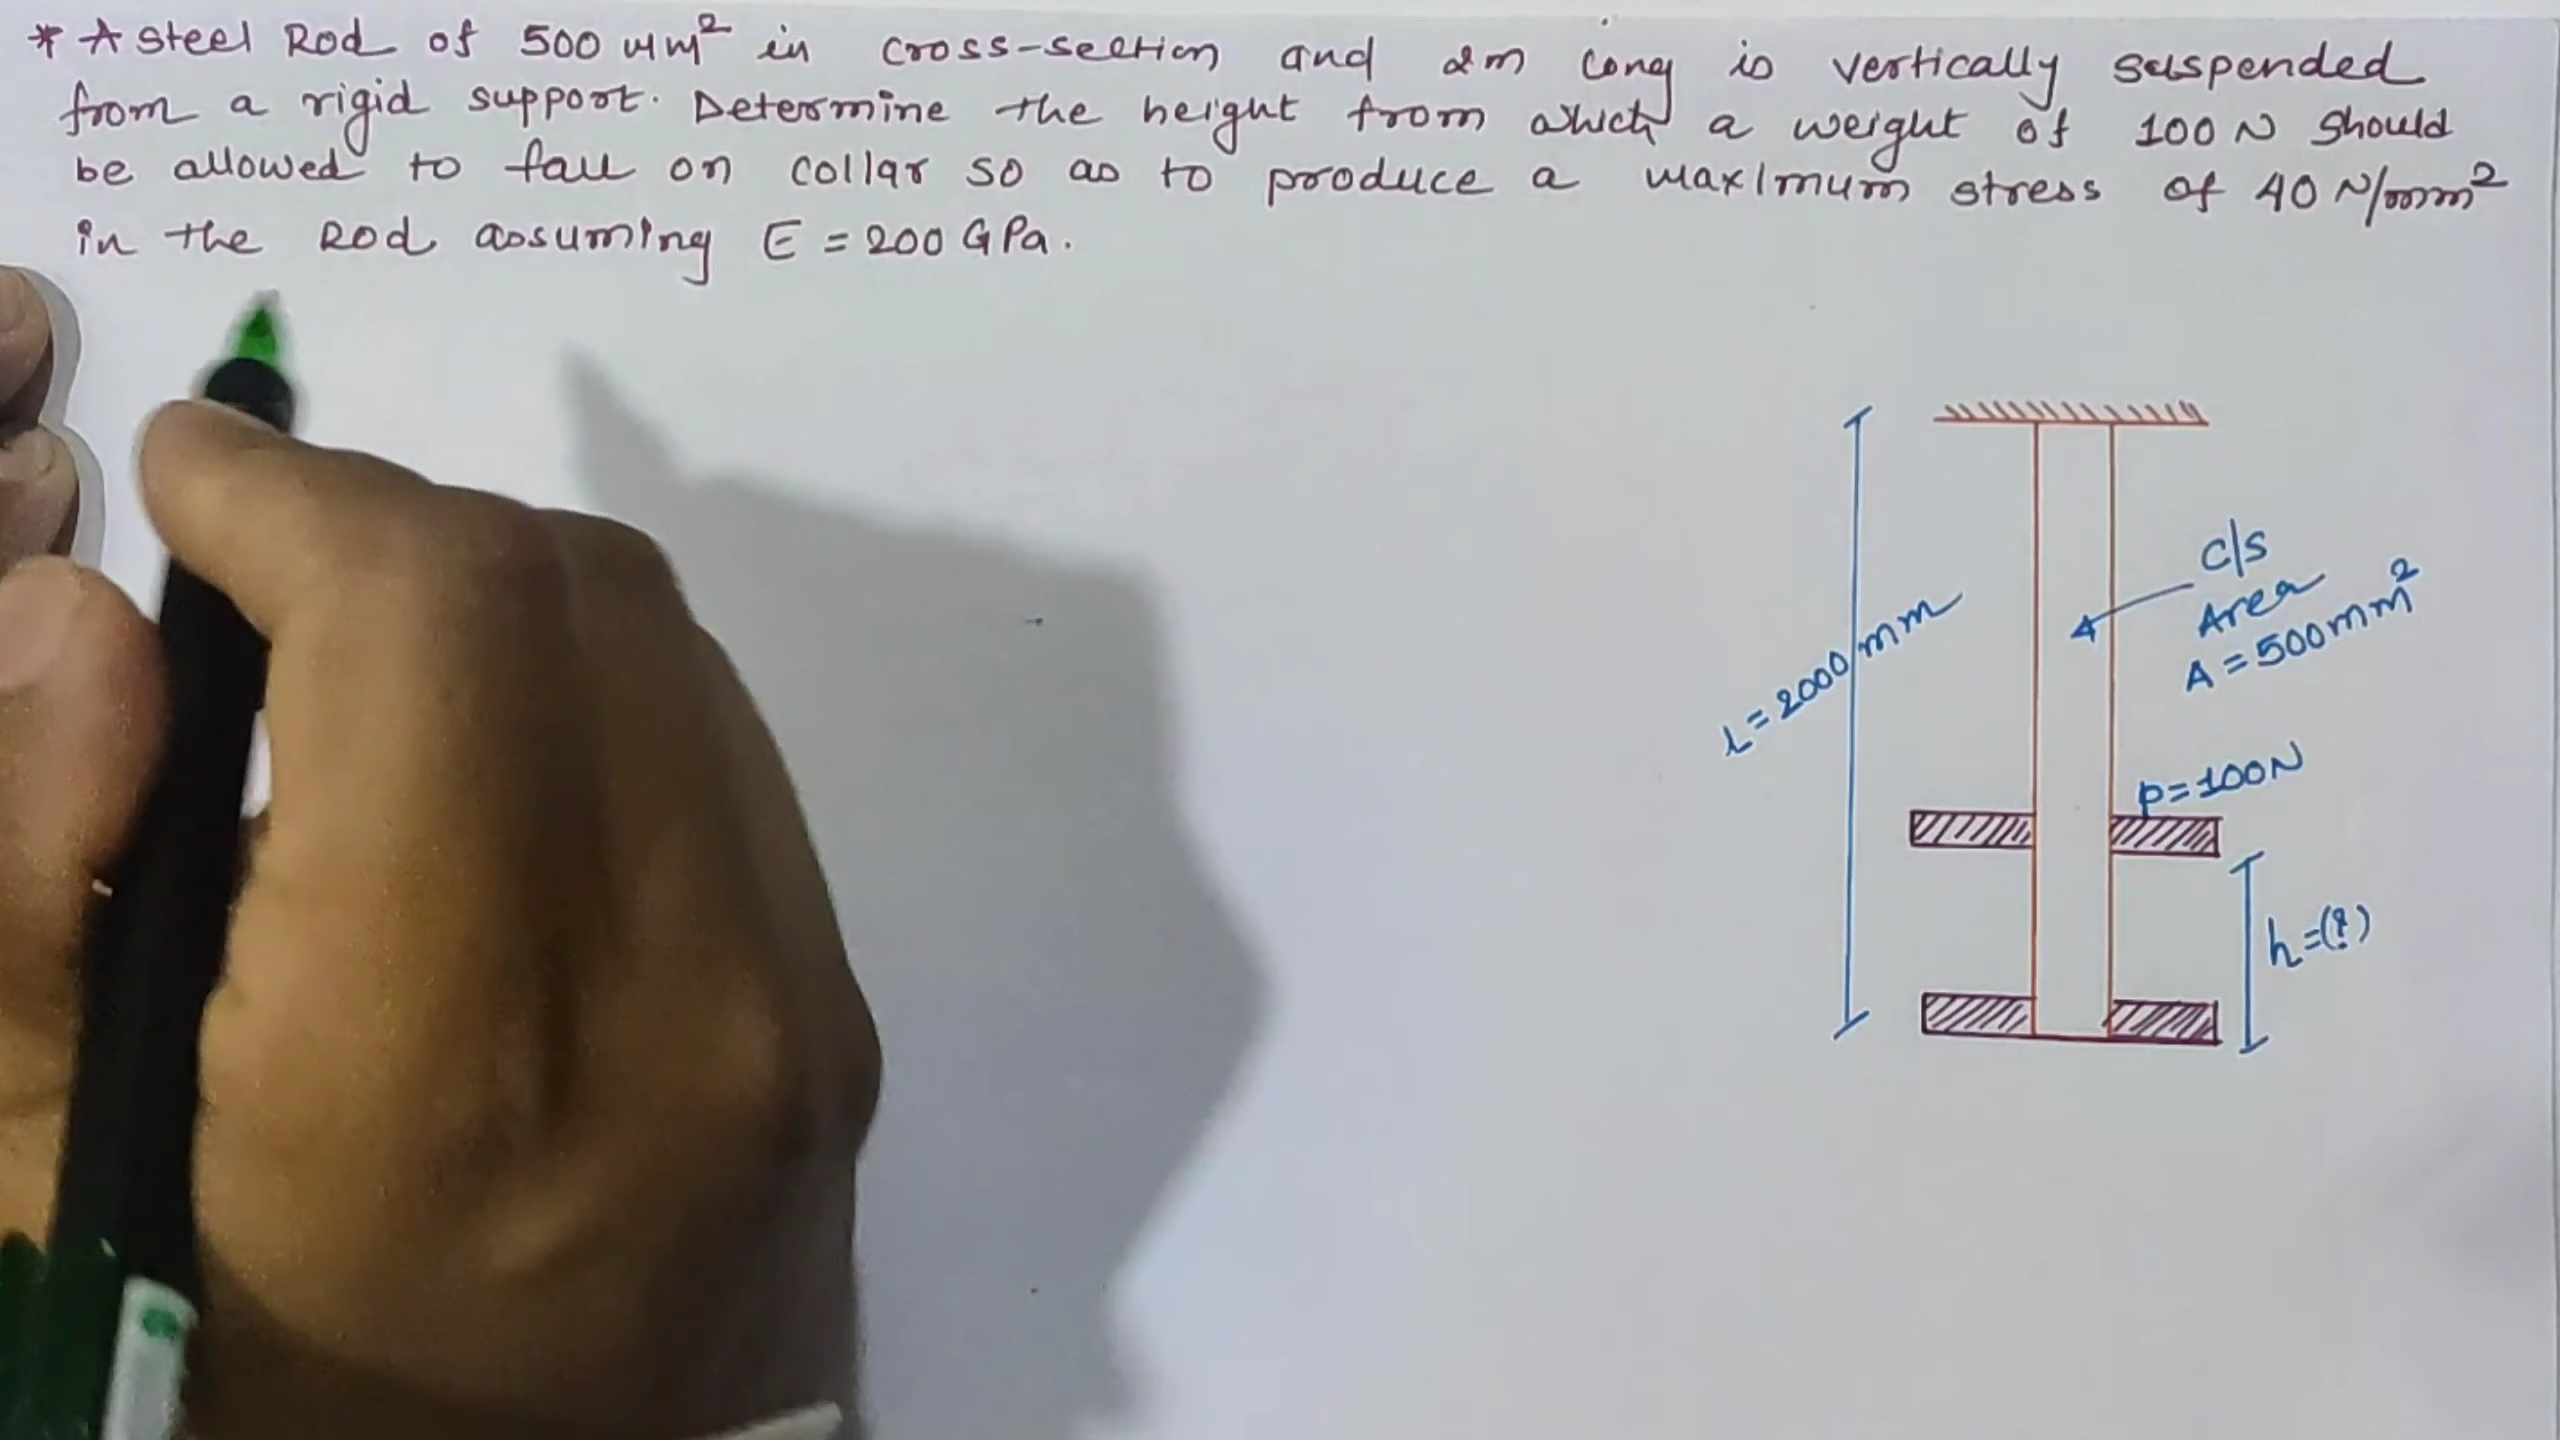 * A steel Rod of 500 mm² in cross-section and 2m long is vertically suspended
from a rigid support. Determine the height from which a weight of 100 N should
be allowed to fall on collar so as to produce a maximum stress of 40 N/mm²
in the Rod assuming E = 200 GPa.
C/S
Area
A = 500mm²
L = 2000 mm
P = 100N
h = (?)